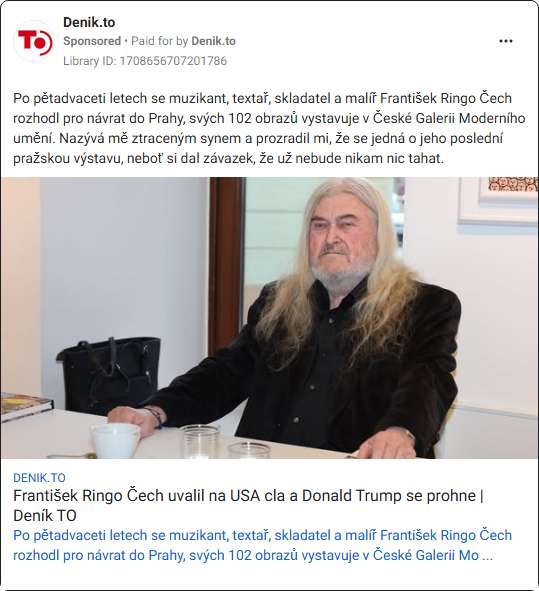 Denik.to
Sponsored • Paid for by Denik.to
Library ID: 1708656707201786
Po pětadvaceti letech se muzikant, textař, skladatel a malíř František Ringo Čech
rozhodl pro návrat do Prahy, svých 102 obrazů vystavuje v České Galerii Moderního
umění. Nazývá mě ztraceným synem a prozradil mi, že se jedná o jeho poslední
pražskou výstavu, neboť si dal závazek, že už nebude nikam nic tahat.
DENIK.TO
František Ringo Čech uvalil na USA cla a Donald Trump se prohne |
Deník TO
Po pětadvaceti letech se muzikant, textař, skladatel a malíř František Ringo Čech
rozhodl pro návrat do Prahy, svých 102 obrazů vystavuje v České Galerii Mo ...